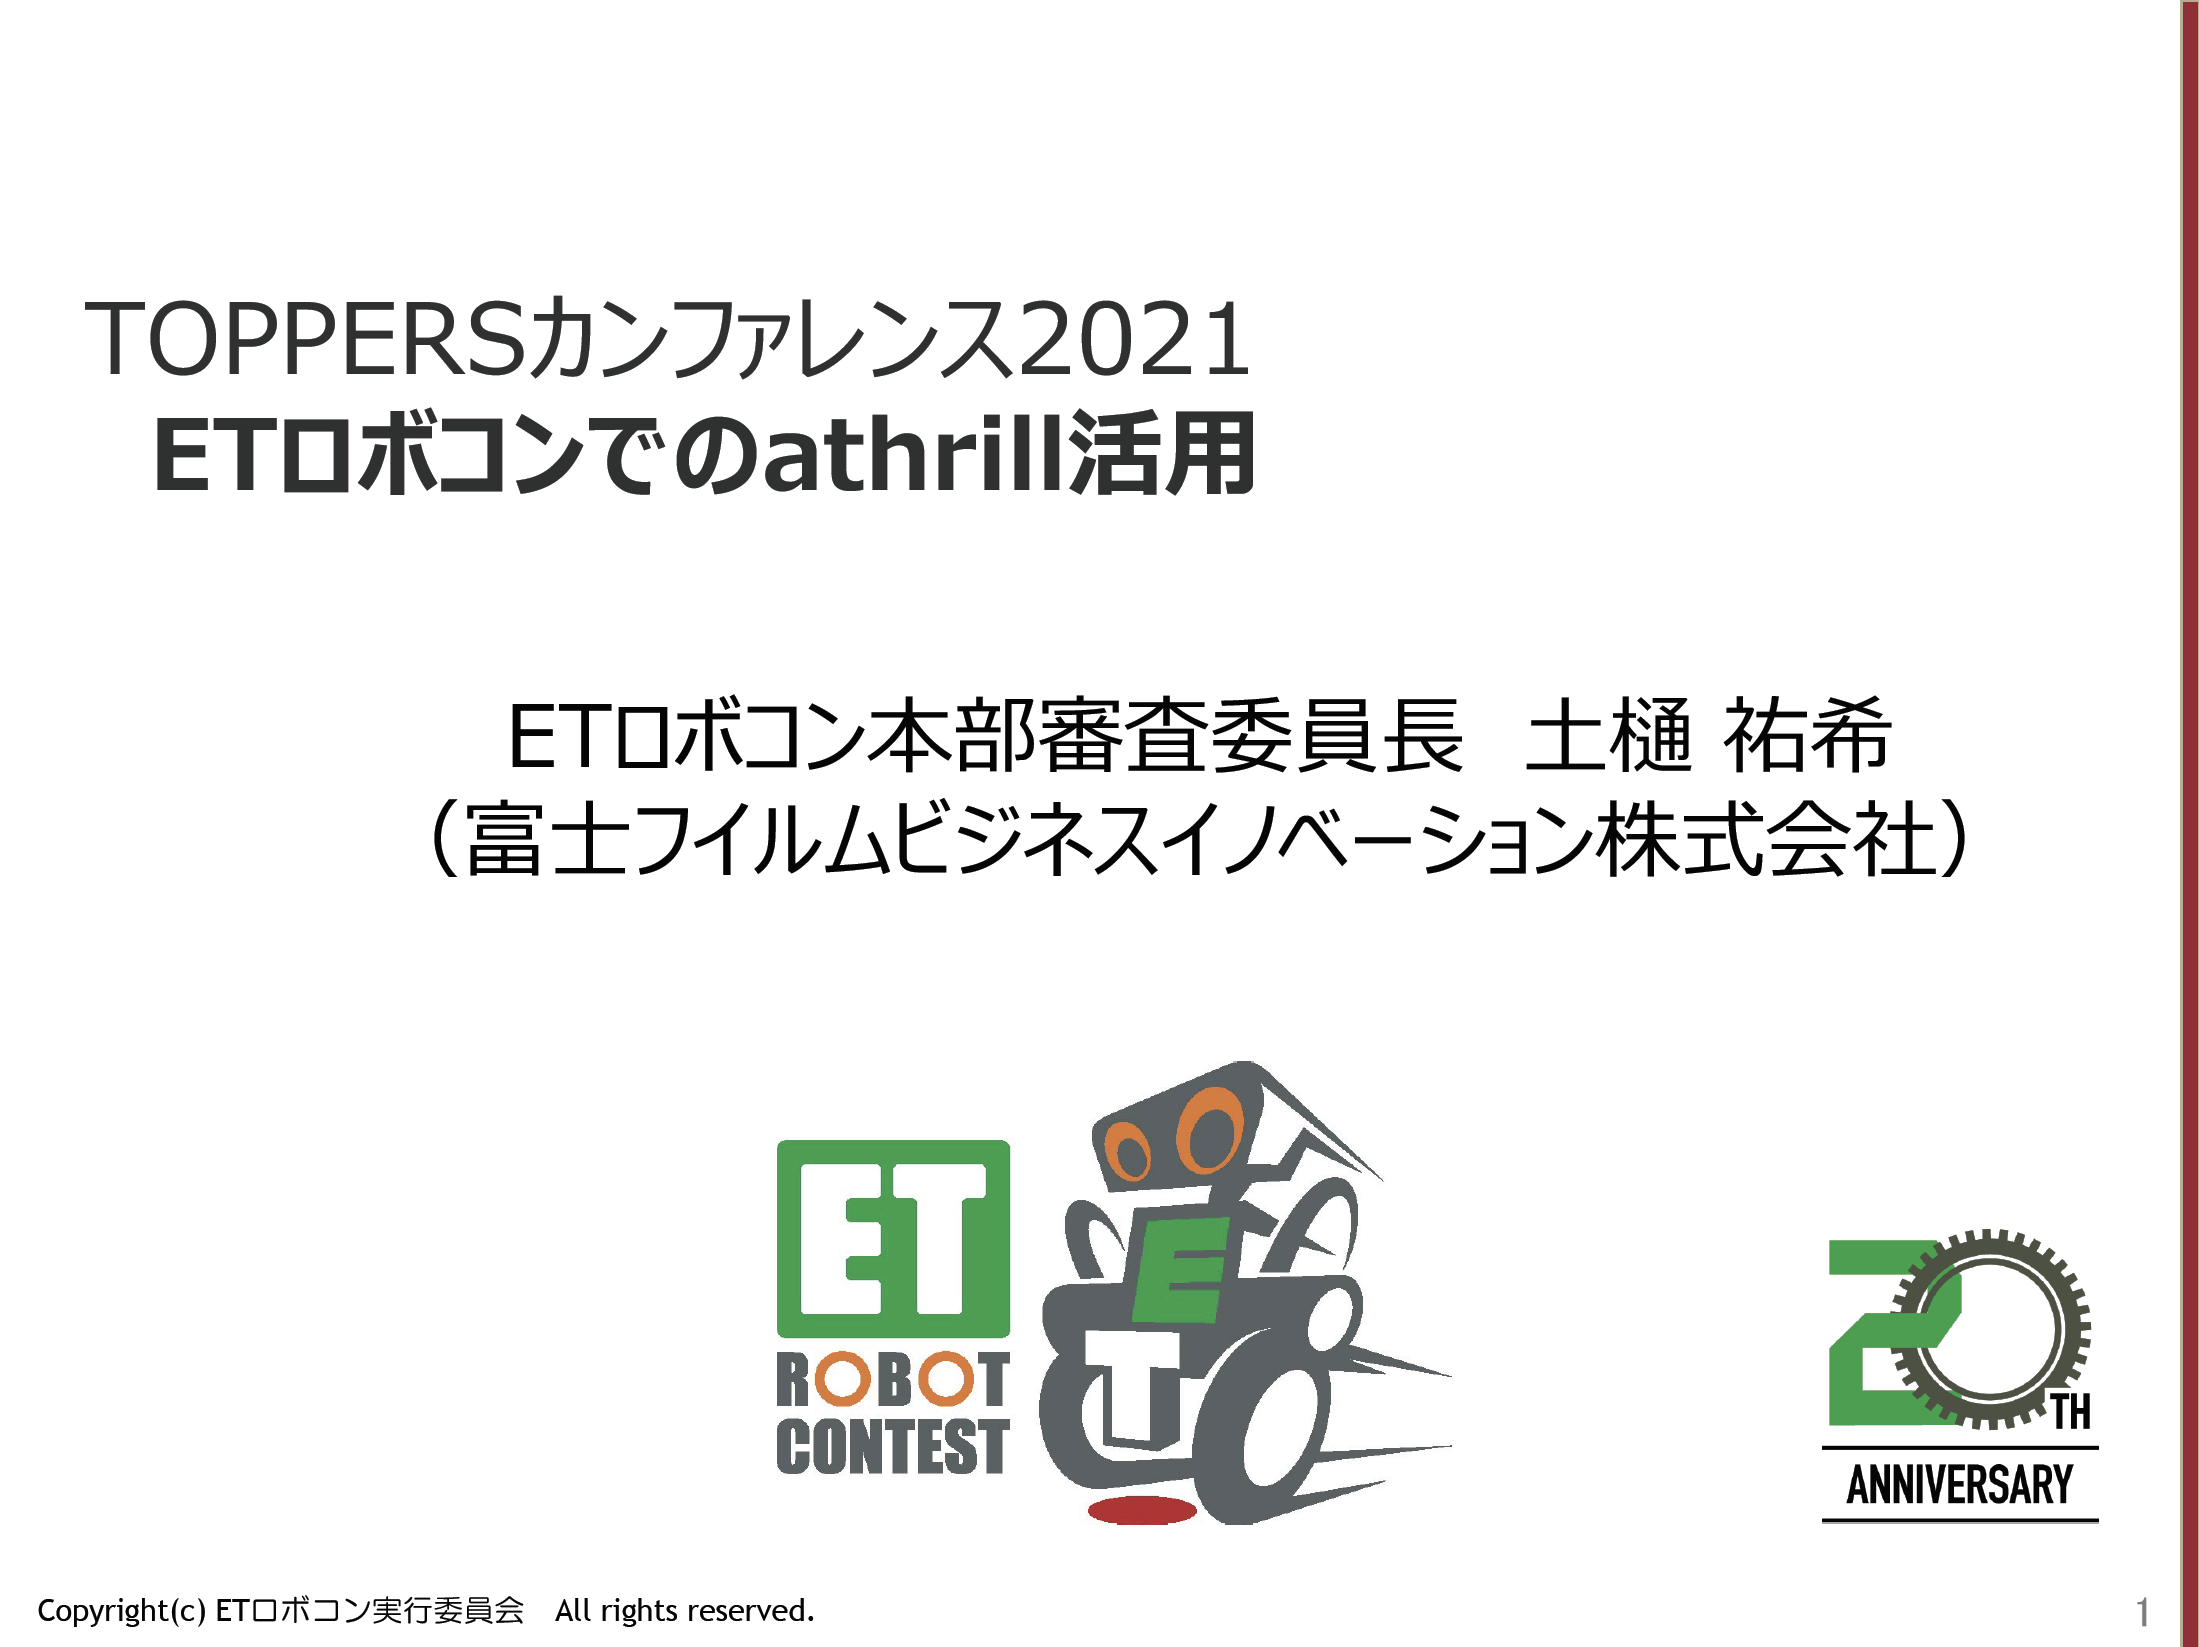 TOPPERSカンファレンス2021
ETロボコンでのathrill活用
ETロボコン本部審査委員長　土樋 祐希
（富士フイルムビジネスイノベーション株式会社）
ET
ROBOT
CONTEST
E
T
20
TH
ANNIVERSARY
Copyright(c) ETロボコン実行委員会　All rights reserved.
1